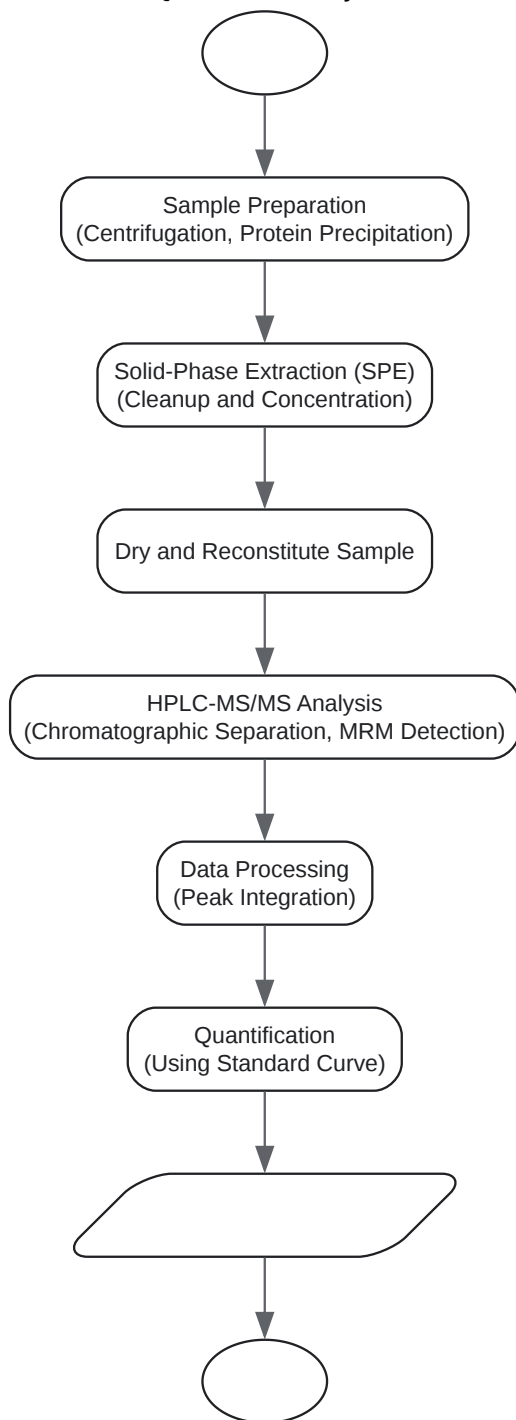 Sample Preparation
(Centrifugation, Protein Precipitation)
Solid-Phase Extraction (SPE)
(Cleanup and Concentration)
Dry and Reconstitute Sample
HPLC-MS/MS Analysis
(Chromatographic Separation, MRM Detection)
Data Processing
(Peak Integration)
Quantification
(Using Standard Curve)